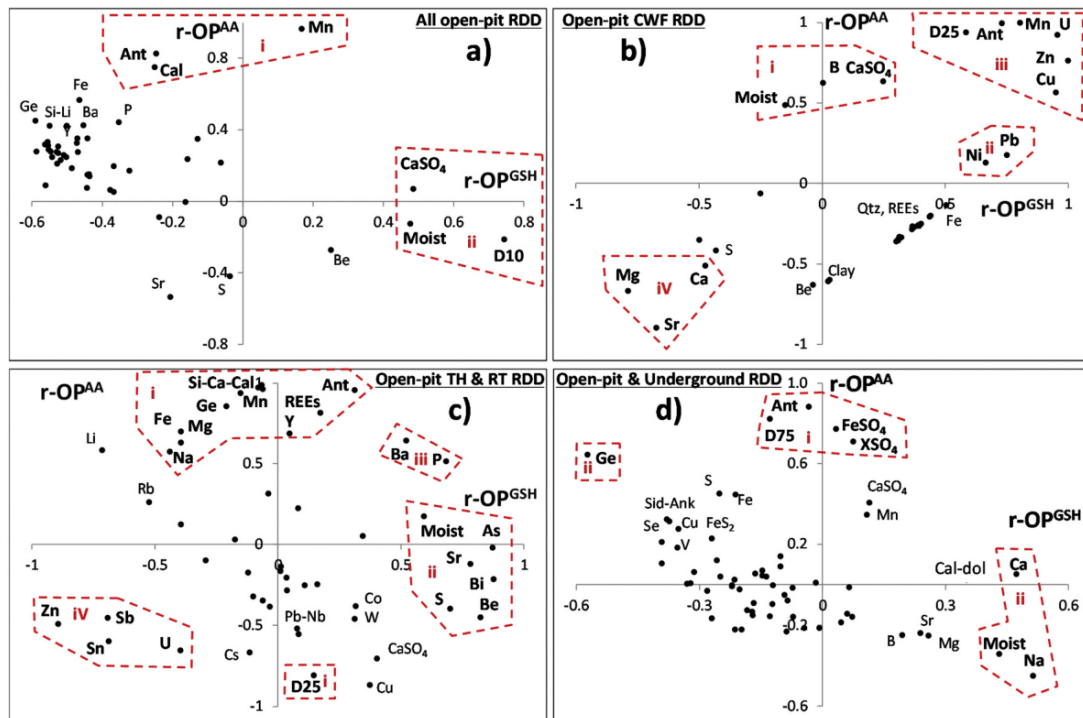 All open-pit RDD
a)
r-OP^AA
i
Mn
Ant
Cal
Fe
Ge
Si-Li
Ba
P
Y
0.8
0.4
0
-0.4
-0.8
-0.6
-0.4
-0.2
0
0.2
0.4
0.6
0.8
CaSO4
r-OP^GSH
Moist
ii
D10
Be
Sr
S
Open-pit CWF RDD
b)
r-OP^AA
1
0.5
0
-0.5
-1
-1
-0.5
0
0.5
1
i
B
CaSO4
Moist
D25
Ant
Mn
U
iii
Zn
Cu
Ni
ii
Pb
Qtz, REEs
Fe
r-OP^GSH
S
Mg
iV
Ca
Sr
Clay
Be
Open-pit TH & RT RDD
c)
r-OP^AA
1
0.5
0
-0.5
-1
-1
-0.5
0
0.5
1
i
Si-Ca-Cal
Ant
Ge
Mn
REEs
Fe
Mg
Y
Na
Li
Rb
Ba
iii
P
r-OP^GSH
Moist
As
Sr
ii
Bi
S
Be
Zn
iV
Sb
Sn
U
Co
Pb-Nb
W
Cs
CaSO4
D25
i
Cu
Open-pit & Underground RDD
d)
r-OP^AA
1.0
0.6
0.2
-0.2
-0.6
-0.6
-0.3
0.0
0.3
0.6
Ant
FeSO4
D75
i
XSO4
Ge
ii
S
Fe
CaSO4
Mn
Sid-Ank
Cu
Se
FeS2
V
r-OP^GSH
Cal-dol
Ca
ii
Sr
B
Mg
Moist
Na